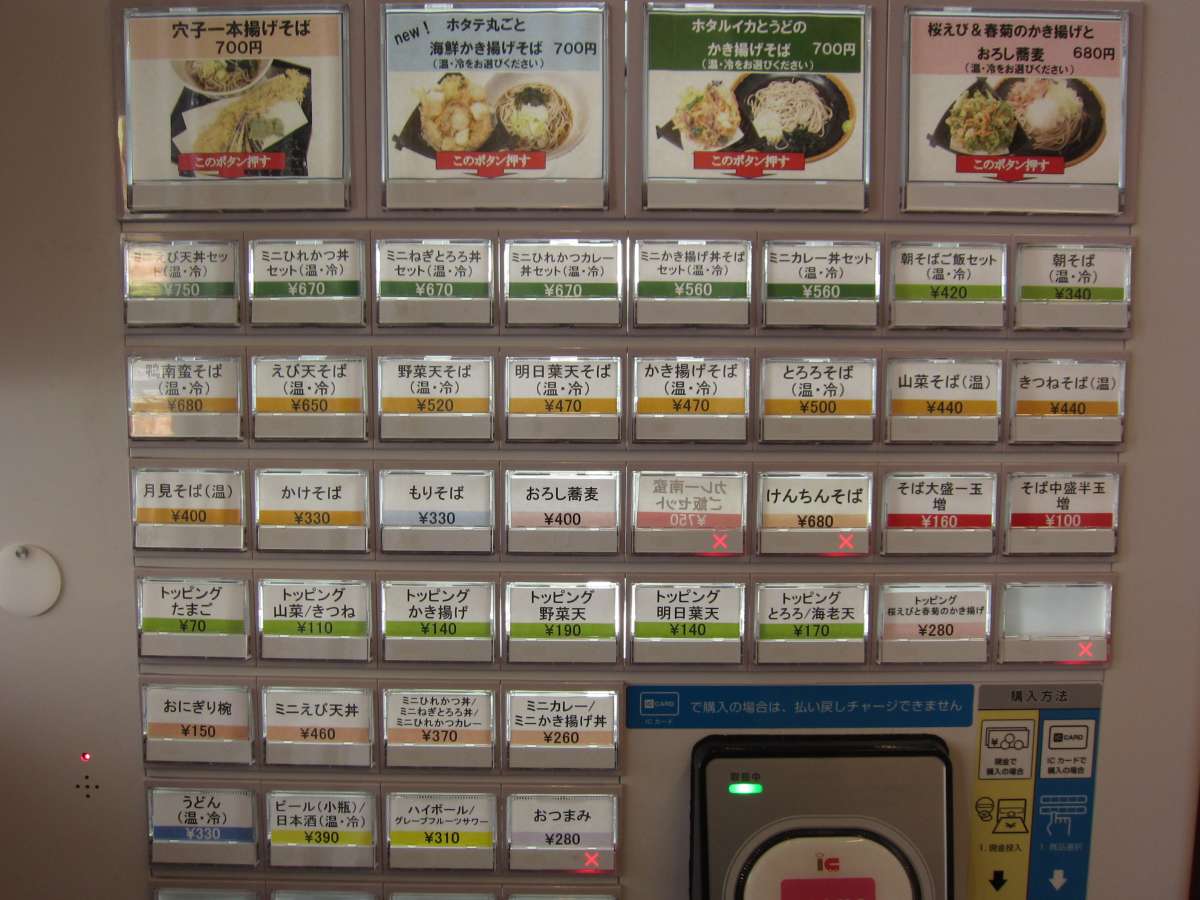 穴子一本揚げそば
700円
このボタン押す
new！
ホタテ丸ごと
海鮮かき揚げそば 700円
（温・冷をお選びください）
このボタン押す
ホタルイカとうどの
かき揚げそば 700円
（温・冷をお選びください）
このボタン押す
桜えび＆春菊のかき揚げと
おろし蕎麦 680円
（温・冷をお選びください）
このボタン押す
ミニえび天丼セッ
ト（温・冷）
¥750
ミニひれかつ丼
セット（温・冷）
¥670
ミニねぎとろろ丼
セット（温・冷）
¥670
ミニひれかつカレー
丼セット（温・冷）
¥670
ミニかき揚げ丼そば
セット（温・冷）
¥560
ミニカレー丼セット
（温・冷）
¥560
朝そばご飯セット
（温・冷）
¥420
朝そば
（温・冷）
¥340
鴨南蛮そば
（温・冷）
¥680
えび天そば
（温・冷）
¥650
野菜天そば
（温・冷）
¥520
明日葉天そば
（温・冷）
¥470
かき揚げそば
（温・冷）
¥470
とろろそば
（温・冷）
¥500
山菜そば（温）
¥440
きつねそば（温）
¥440
月見そば（温）
¥400
かけそば
¥330
もりそば
¥330
おろし蕎麦
¥400
カレー南蛮
ご飯セット
¥750
けんちんそば
¥680
そば大盛一玉
増
¥160
そば中盛半玉
増
¥100
トッピング
たまご
¥70
トッピング
山菜/きつね
¥110
トッピング
かき揚げ
¥140
トッピング
野菜天
¥190
トッピング
明日葉天
¥140
トッピング
とろろ/海老天
¥170
トッピング
桜えびと春菊のかき揚げ
¥280
おにぎり椀
¥150
ミニえび天丼
¥460
ミニひれかつ丼/
ミニねぎとろろ丼/
ミニひれかつカレー
¥370
ミニカレー/
ミニかき揚げ丼
¥260
うどん
（温・冷）
¥330
ビール（小瓶）/
日本酒（温・冷）
¥390
ハイボール/
グレープフルーツサワー
¥310
おつまみ
¥280
IC CARD
ICカード
で購入の場合は、払い戻しチャージできません
購入方法
現金で
購入の場合
IC CARD
ICカードで
購入の場合
1. 現金投入
1. 商品選択
取扱中